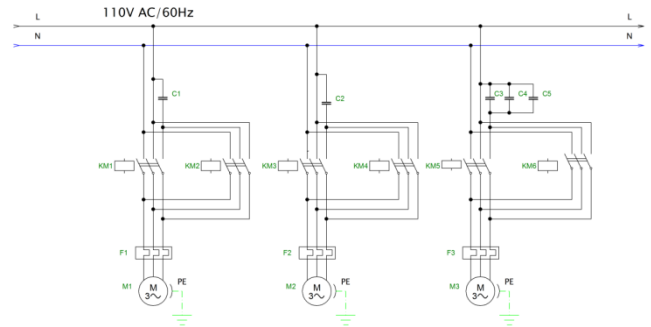 110V AC/60Hz
L L
N N
C1 C2 C3 C4 C5
KM1 KM2 KM3 KM4 KM5 KM6
F1 F2 F3
M1 M 3~ PE M2 M 3~ PE M3 M 3~ PE